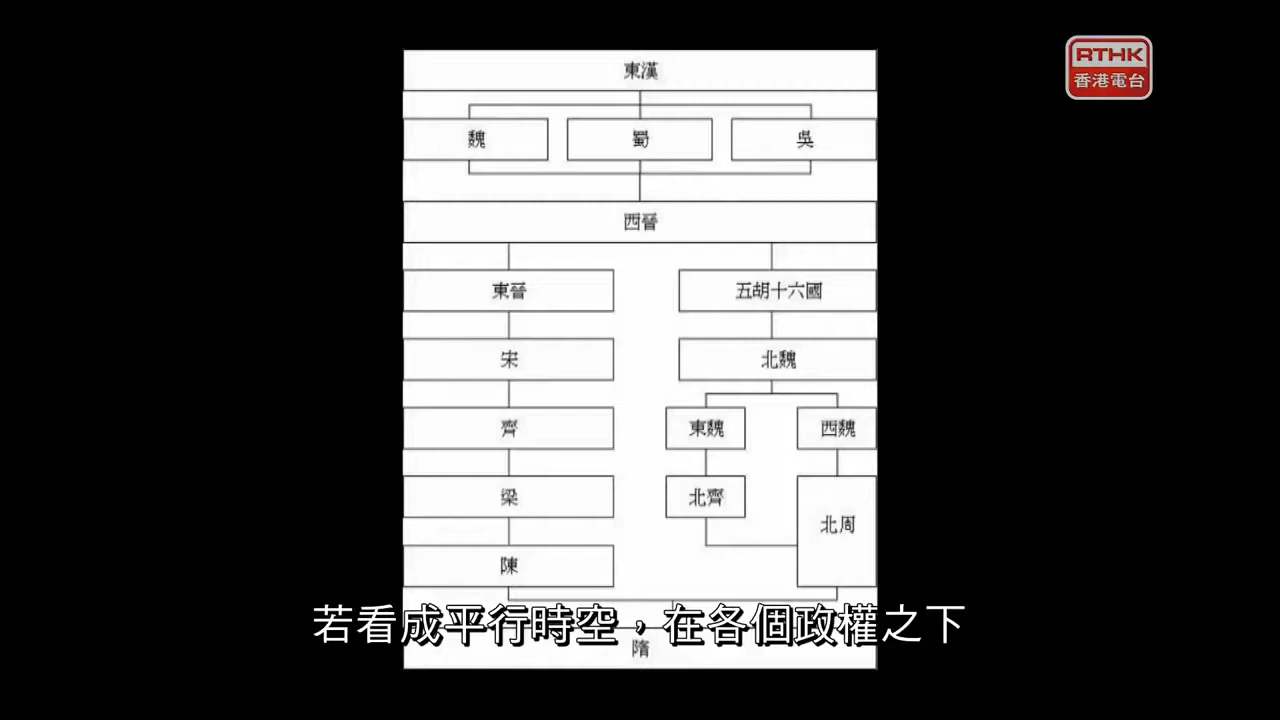 RTHK
香港電台
東漢
魏 蜀 吳
西晉
東晉 五胡十六國
宋 北魏
齊 東魏 西魏
梁 北齊 北周
陳
若看成平行時空，在各個政權之下
隋